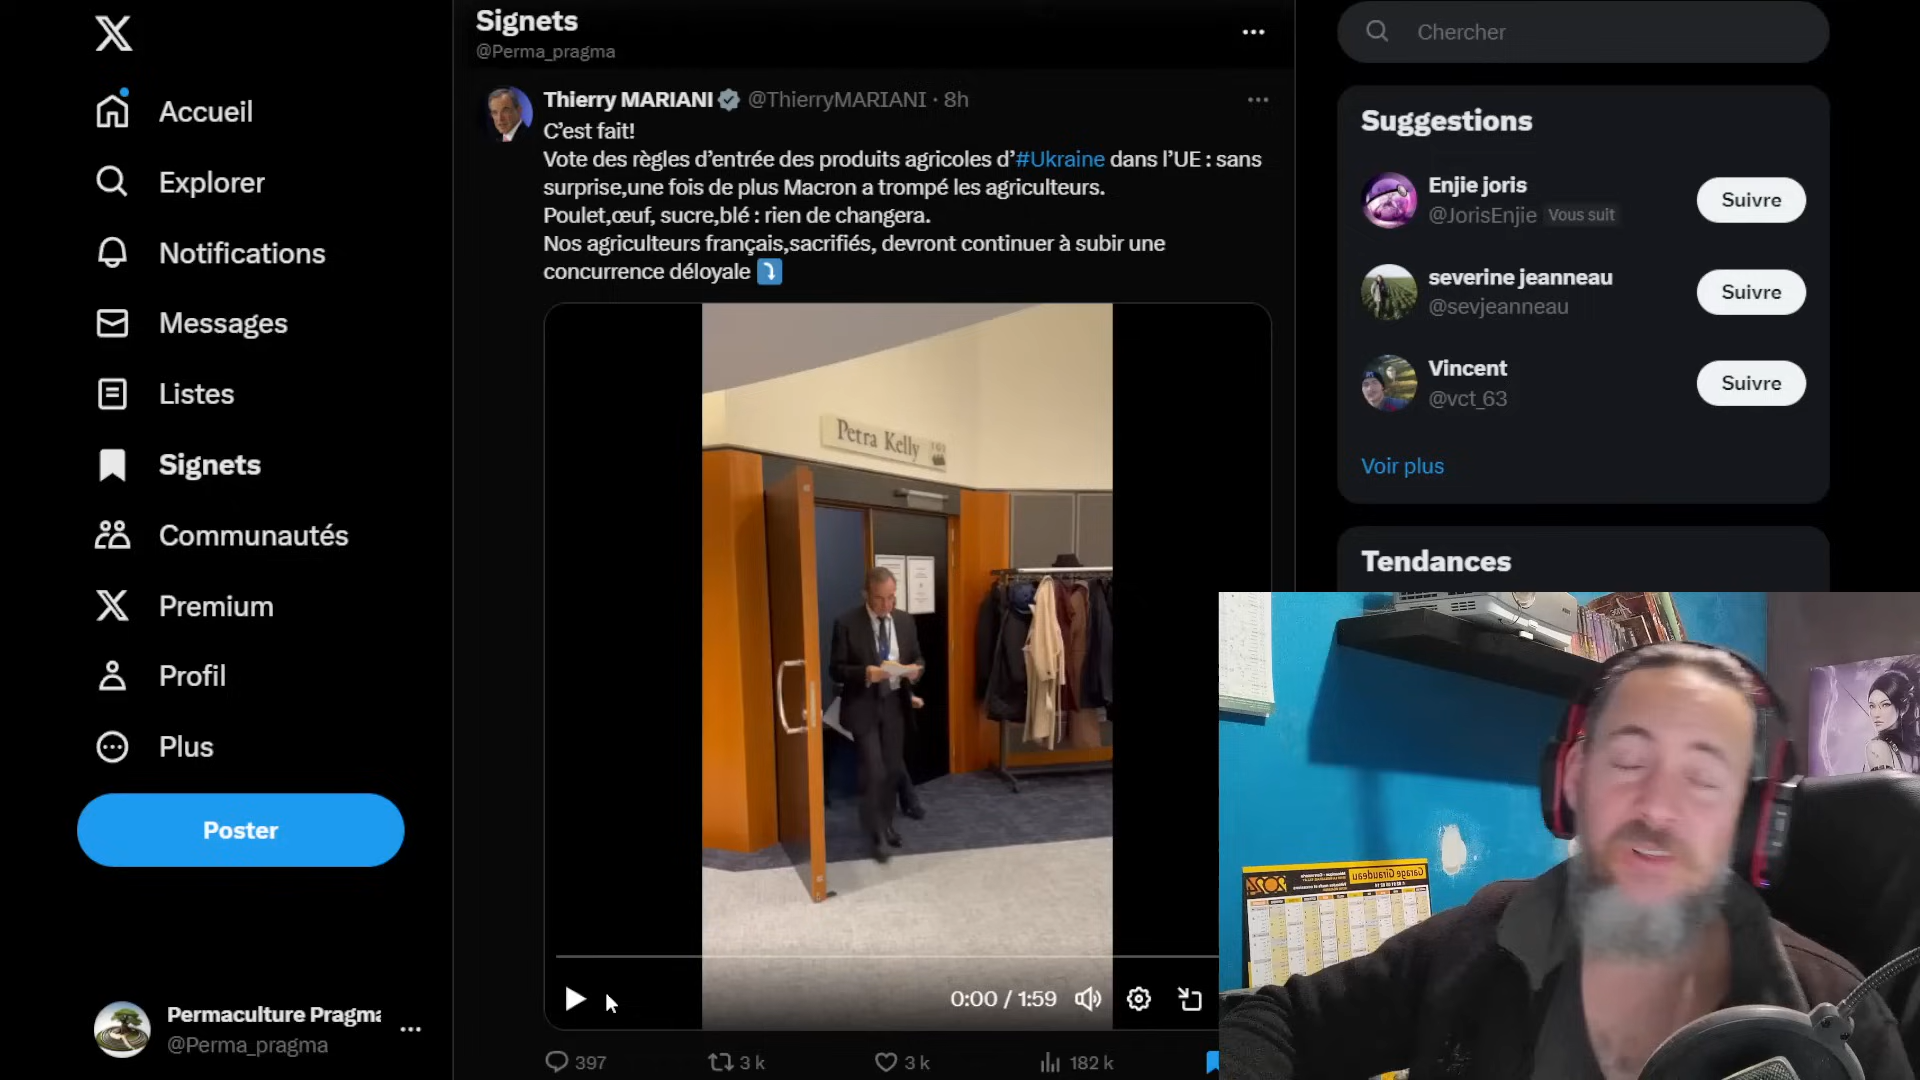 Accueil
Explorer
Notifications
Messages
Listes
Signets
Communautés
Premium
Profil
Plus
Poster
Permaculture Pragma
@Perma_pragma
Signets
@Perma_pragma
Thierry MARIANI @ThierryMARIANI · 8h
C’est fait!
Vote des règles d’entrée des produits agricoles d’#Ukraine dans l’UE : sans
surprise,une fois de plus Macron a trompé les agriculteurs.
Poulet,œuf, sucre,blé : rien de changera.
Nos agriculteurs français,sacrifiés, devront continuer à subir une
concurrence déloyale
Petra Kelly
0:00 / 1:59
397
3 k
3 k
182 k
Chercher
Suggestions
Enjie joris
@JorisEnjie Vous suit
Suivre
severine jeanneau
@sevjeanneau
Suivre
Vincent
@vct_63
Suivre
Voir plus
Tendances
Garage Giraudeau